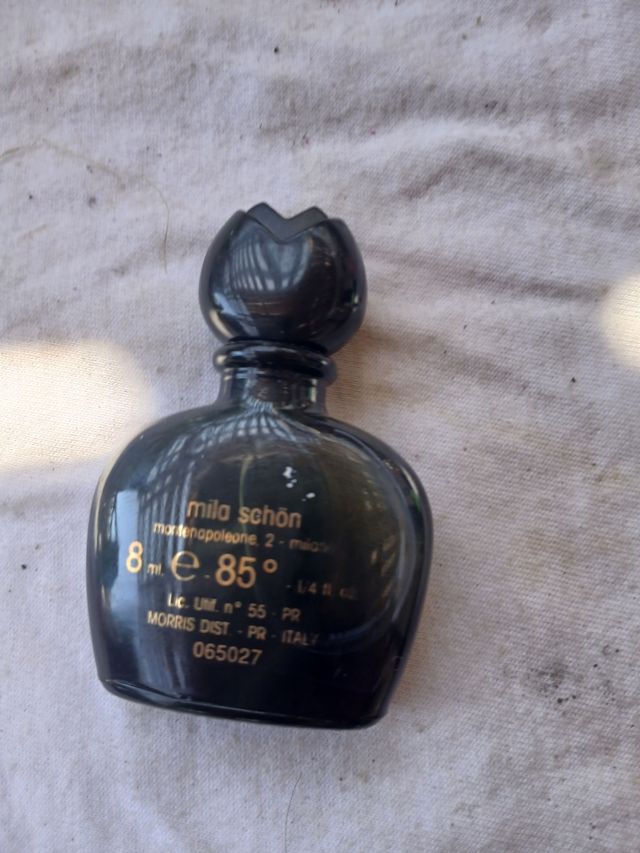 mila schön
montenapoleone, 2 - milano
8 ml. e - 85° - 1/4 fl oz
Lic. Utif. n° 55 - PR
MORRIS DIST. - PR - ITALY
065027